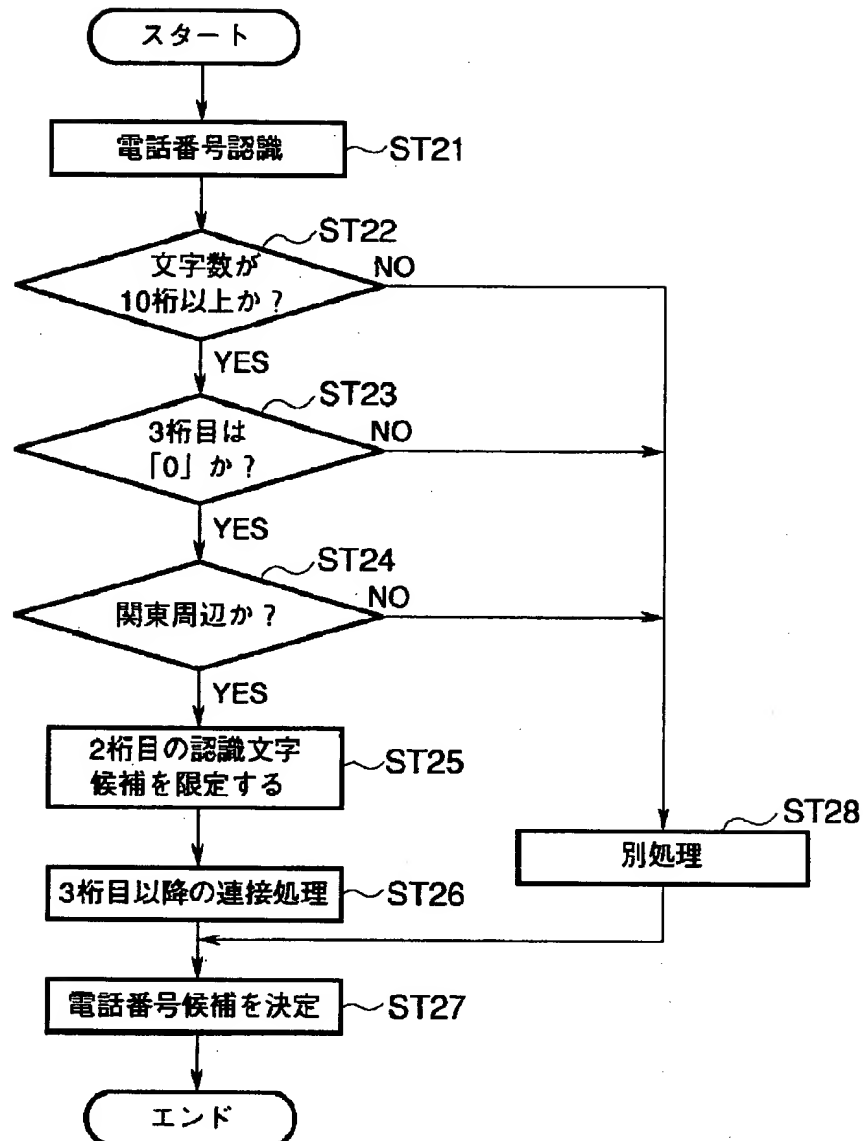 スタート
電話番号認識
ST21
ST22
文字数が
10桁以上か?
NO
YES
ST23
3桁目は
「0」か?
NO
YES
ST24
関東周辺か?
NO
YES
2桁目の認識文字
候補を限定する
ST25
ST28
別処理
3桁目以降の連接処理
ST26
電話番号候補を決定
ST27
エンド